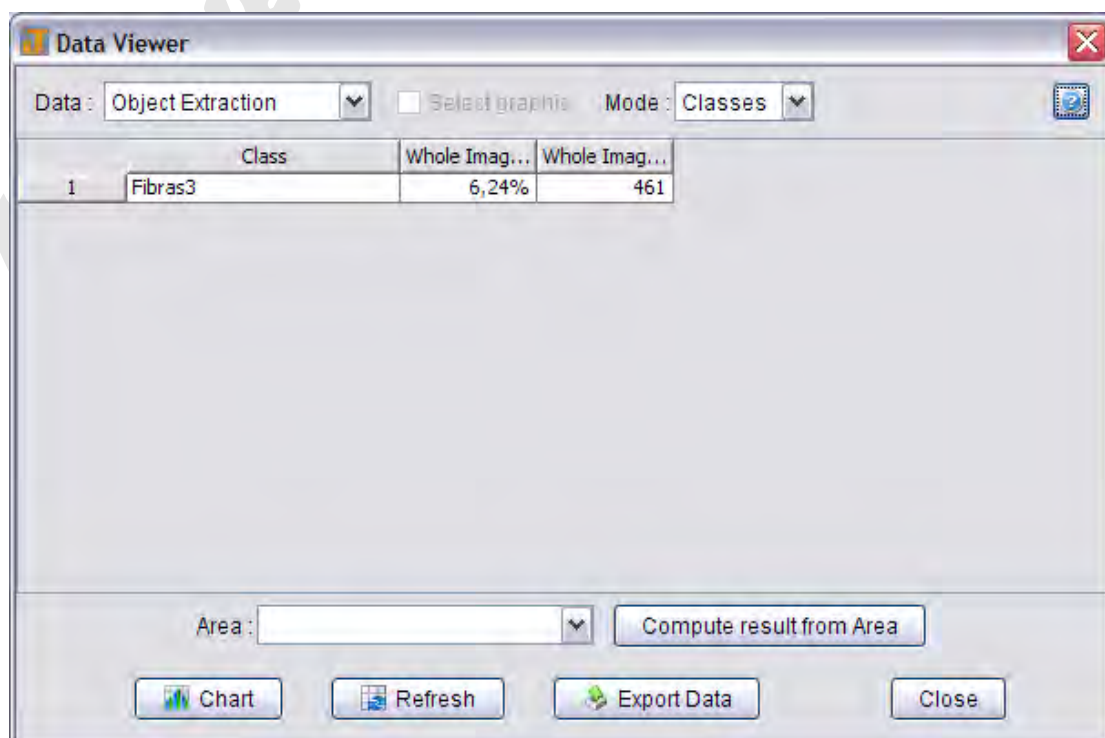 Data Viewer
Data : Object Extraction Select graphic Mode : Classes
Class Whole Imag... Whole Imag...
1 Fibras3 6,24% 461
Area : Compute result from Area
Chart Refresh Export Data Close